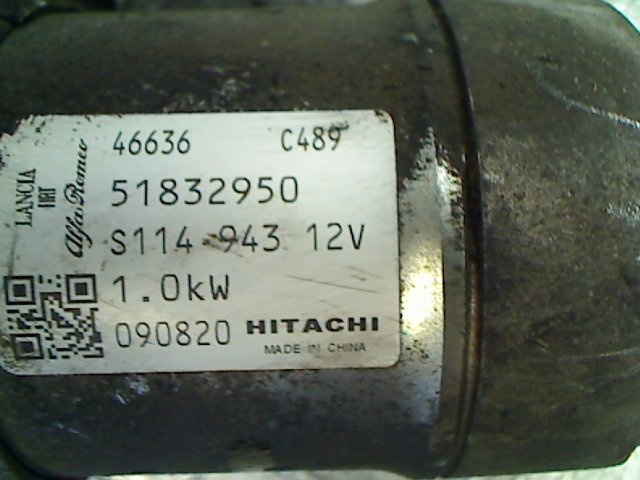 46636 C489
51832950
S114-943 12V
1.0kW
090820 HITACHI
MADE IN CHINA
LANCIA
FIAT
Alfa Romeo